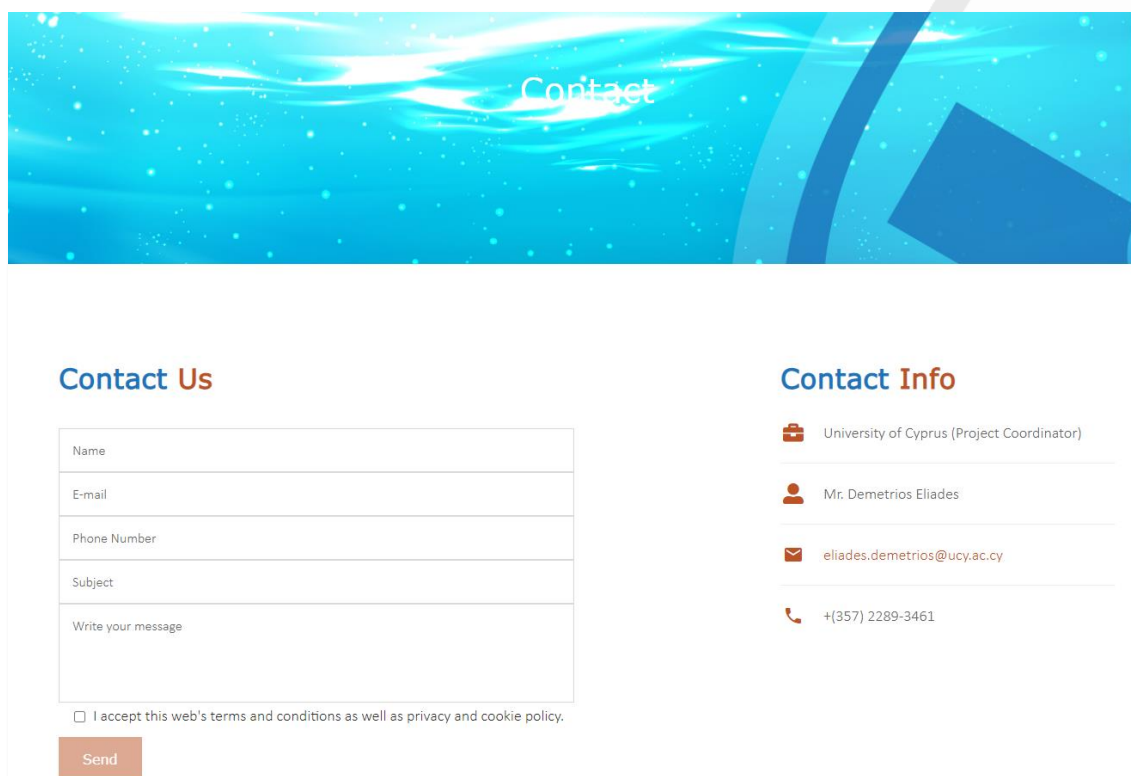 Contact
Contact Us
Name
E-mail
Phone Number
Subject
Write your message
I accept this web's terms and conditions as well as privacy and cookie policy.
Send
Contact Info
University of Cyprus (Project Coordinator)
Mr. Demetrios Eliades
eliades.demetrios@ucy.ac.cy
+(357) 2289-3461